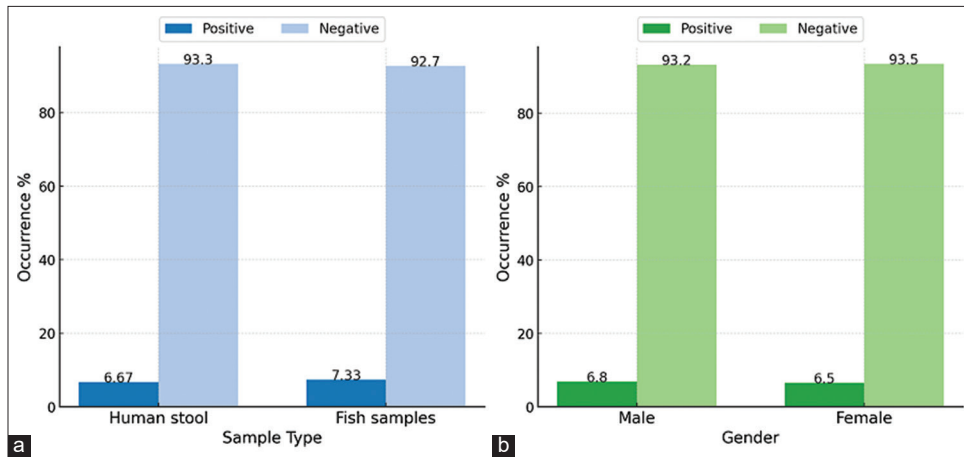 Positive Negative
93.3 92.7
80
60
40
20
0
Occurrence %
6.67 7.33
Human stool Fish samples
Sample Type
a
Positive Negative
93.2 93.5
80
60
40
20
0
Occurrence %
6.8 6.5
Male Female
Gender
b